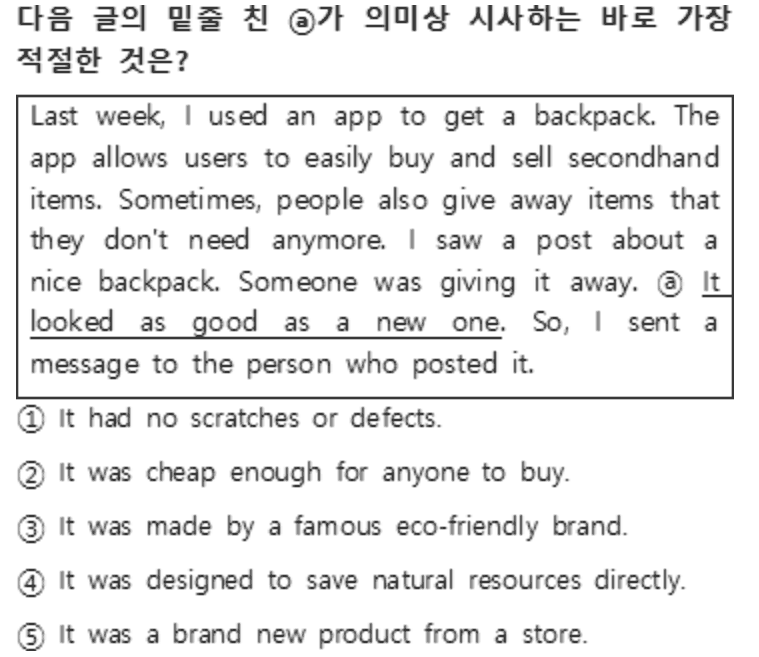 다음 글의 밑줄 친 ⓐ가 의미상 시사하는 바로 가장
적절한 것은?
Last week, I used an app to get a backpack. The
app allows users to easily buy and sell secondhand
items. Sometimes, people also give away items that
they don't need anymore. I saw a post about a
nice backpack. Someone was giving it away. ⓐ It
looked as good as a new one. So, I sent a
message to the person who posted it.
① It had no scratches or defects.
② It was cheap enough for anyone to buy.
③ It was made by a famous eco-friendly brand.
④ It was designed to save natural resources directly.
⑤ It was a brand new product from a store.